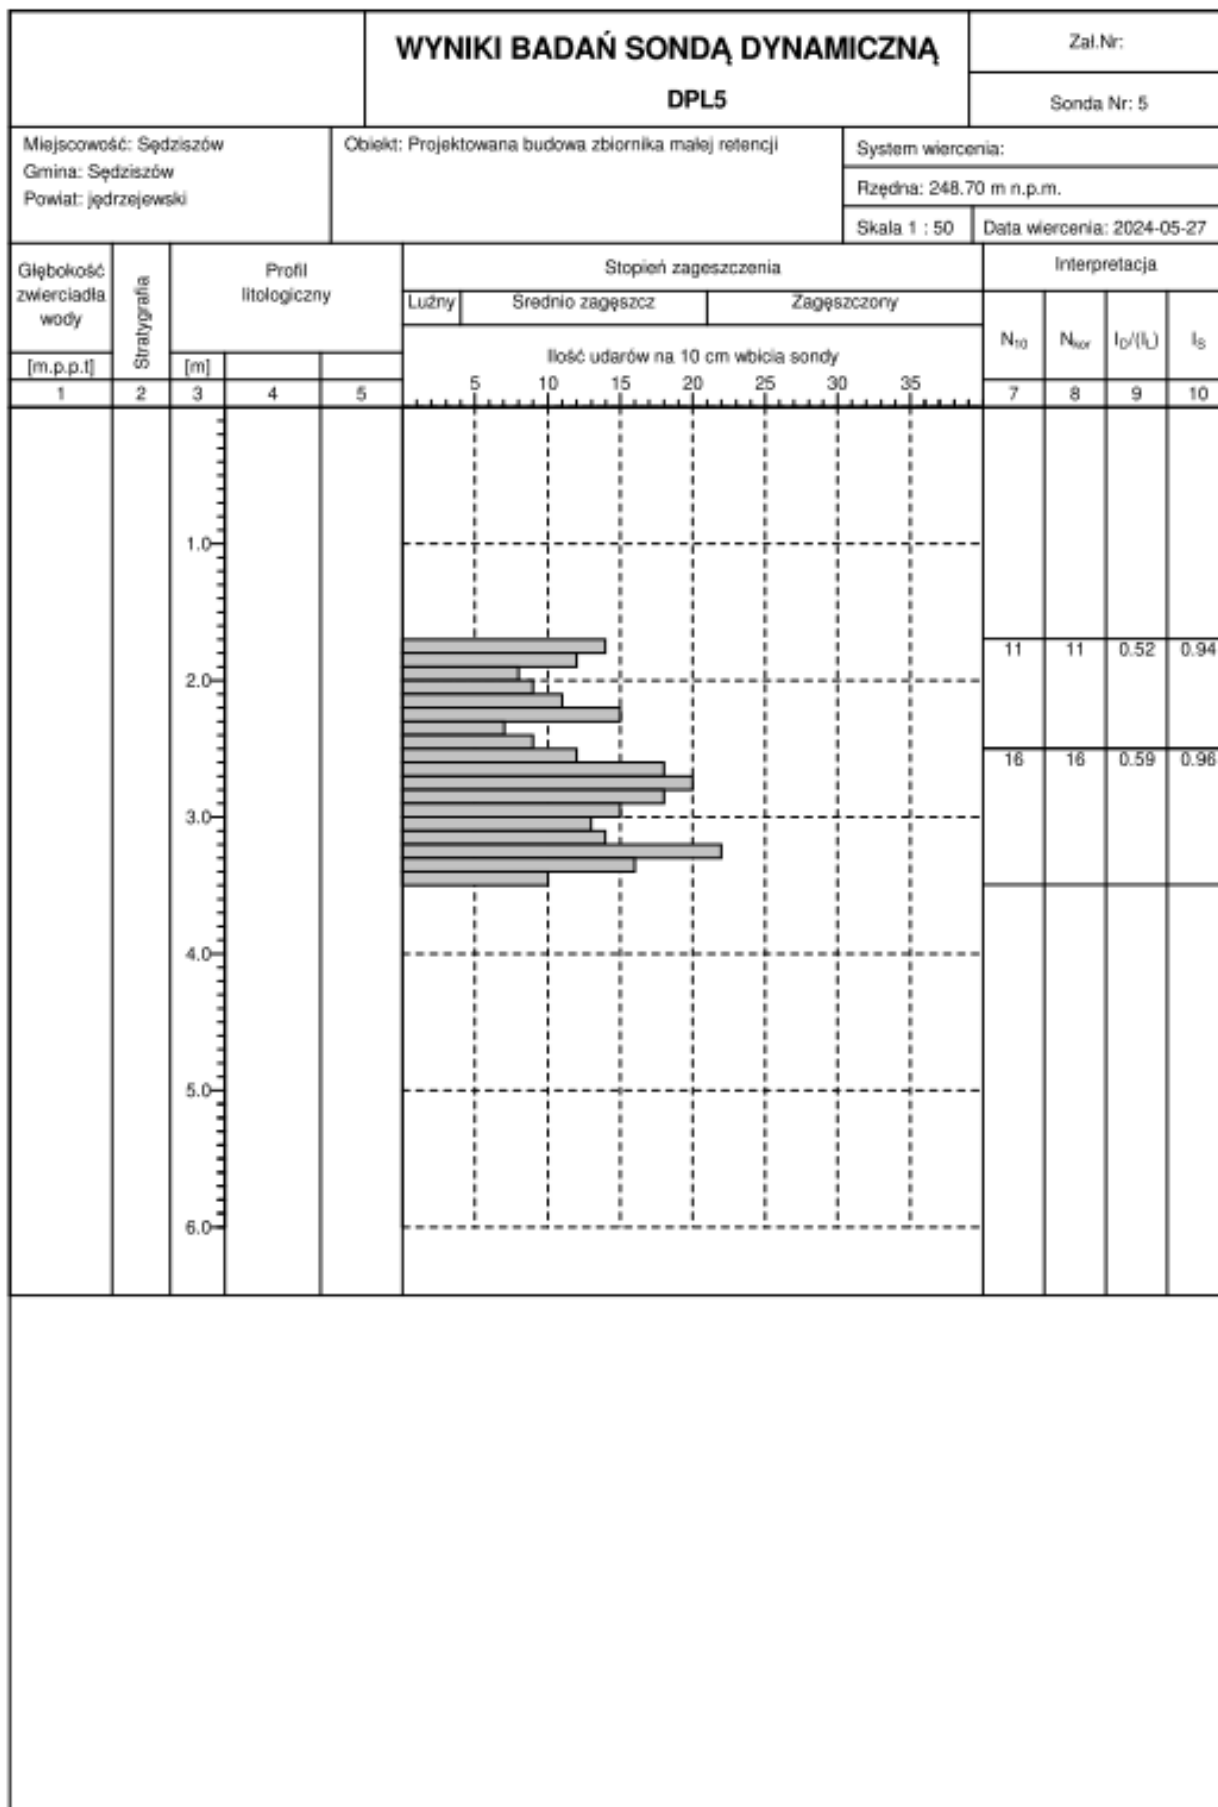 WYNIKI BADAŃ SONDĄ DYNAMICZNĄ
DPL5
Zal.Nr:
Sonda Nr: 5
Miejscowość: Sędziszów
Gmina: Sędziszów
Powiat: jędrzejewski
Obiekt: Projektowana budowa zbiornika małej retencji
System wiercenia:
Rzędna: 248.70 m n.p.m.
Skala 1 : 50
Data wiercenia: 2024-05-27
Głębokość
zwierciadła
wody
[m.p.p.t]
Stratygrafia
Profil
litologiczny
[m]
Stopień zageszczenia
Luźny
Średnio zagęszcz
Zagęszczony
Ilość udarów na 10 cm wbicia sondy
5 10 15 20 25 30 35
Interpretacja
N10 Nkor ID/(IL) IS
1 2 3 4 5 7 8 9 10
1.0
11 11 0.52 0.94
2.0
16 16 0.59 0.96
3.0
4.0
5.0
6.0